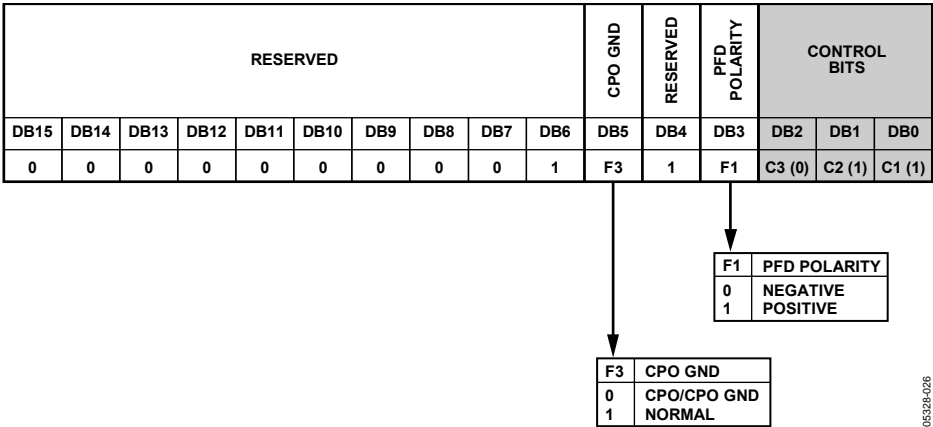 RESERVED
CPO GND
RESERVED
PFD
POLARITY
CONTROL
BITS
DB15 DB14 DB13 DB12 DB11 DB10 DB9 DB8 DB7 DB6 DB5 DB4 DB3 DB2 DB1 DB0
0 0 0 0 0 0 0 0 0 1 F3 1 F1 C3 (0) C2 (1) C1 (1)
F1 PFD POLARITY
0 NEGATIVE
1 POSITIVE
F3 CPO GND
0 CPO/CPO GND
1 NORMAL
05328-026